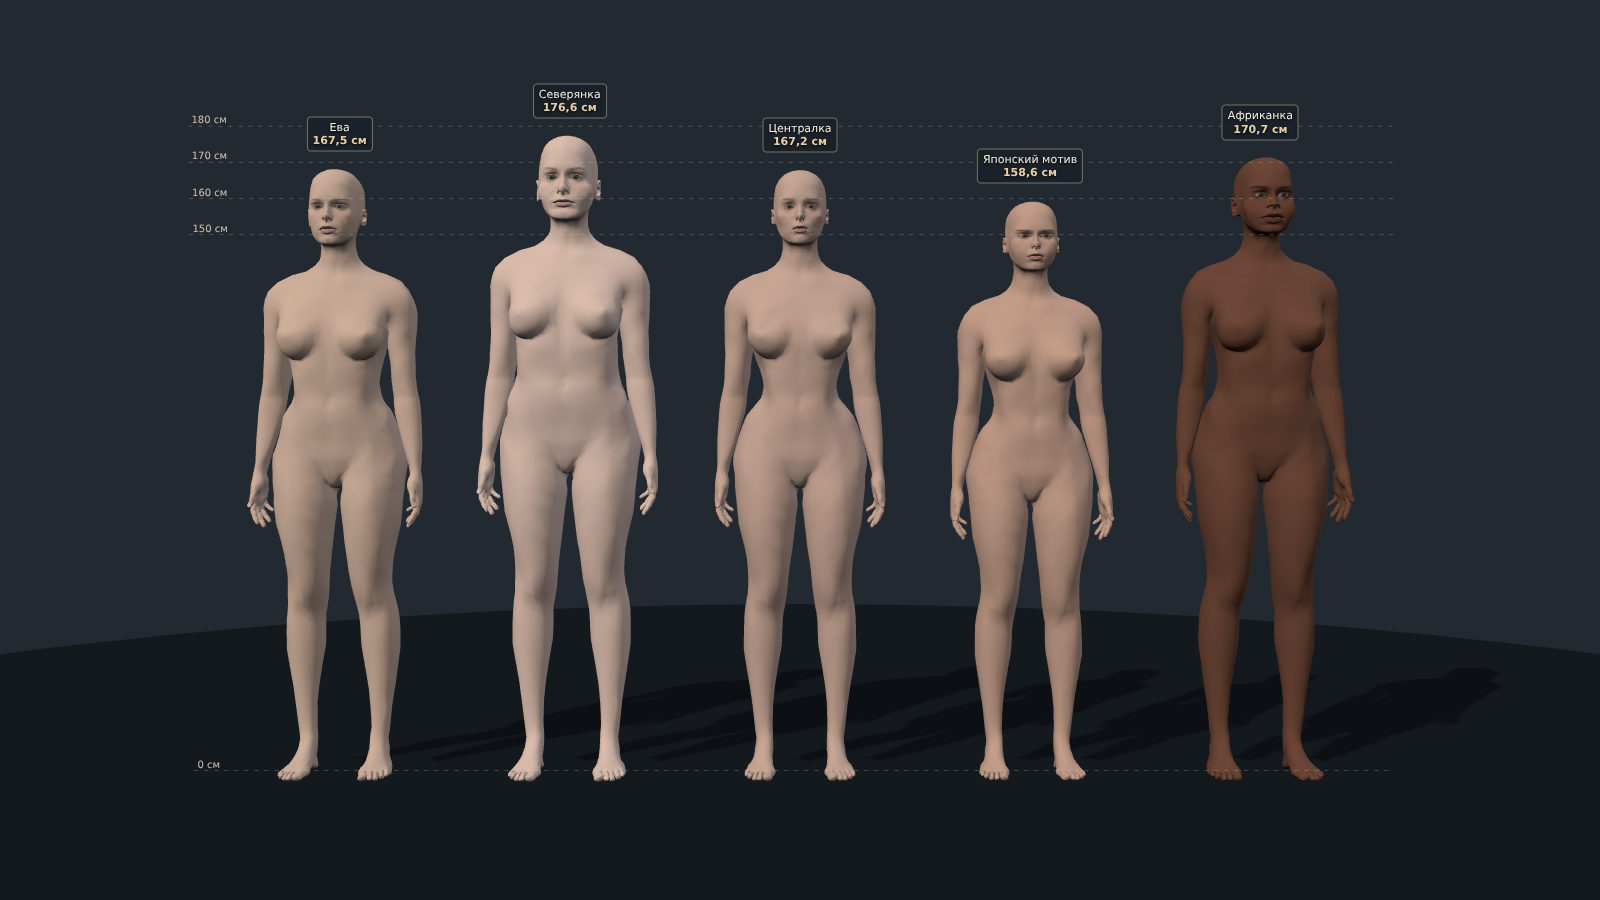 Ева
167,5 см
Северянка
176,6 см
Централка
167,2 см
Японский мотив
158,6 см
Африканка
170,7 см
180 см
170 см
160 см
150 см
0 см